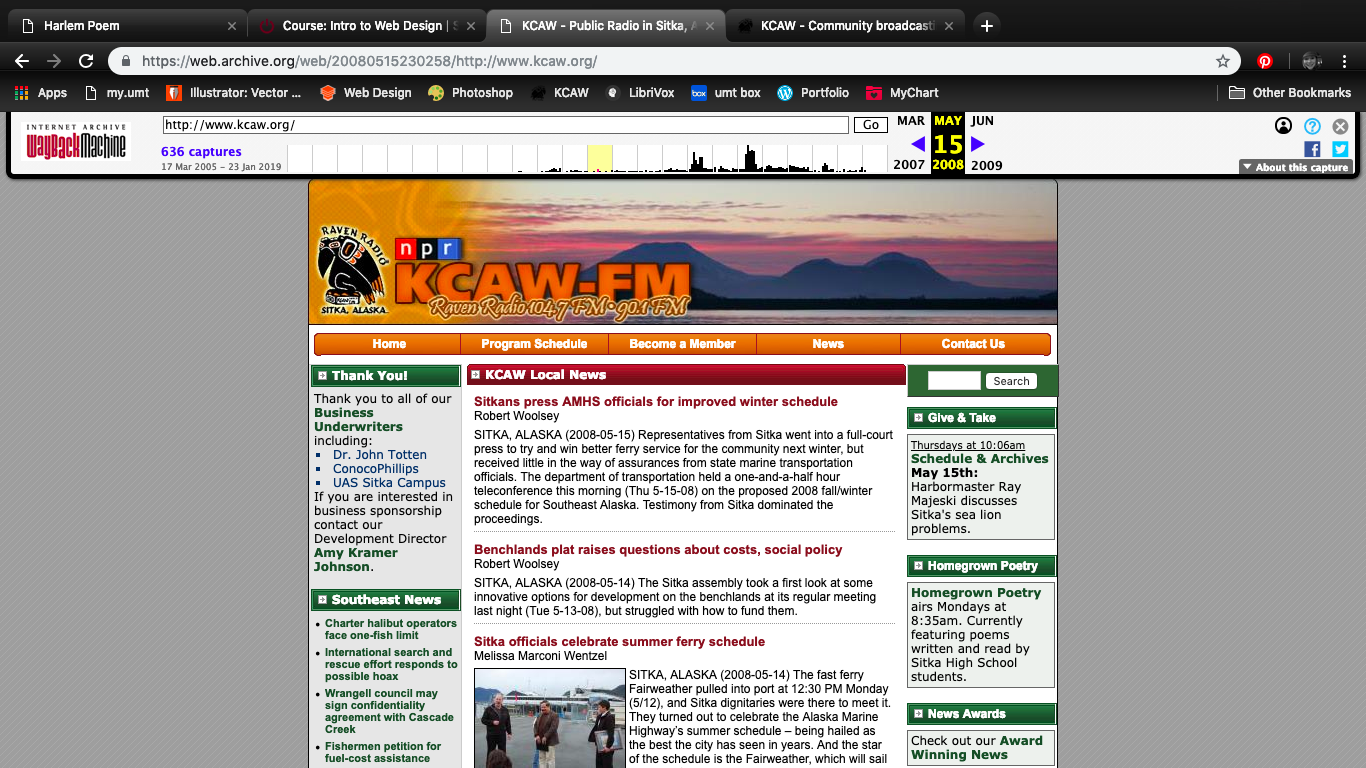 Harlem Poem
Course: Intro to Web Design | S
KCAW - Public Radio in Sitka, A
KCAW - Community broadcasti
https://web.archive.org/web/20080515230258/http://www.kcaw.org/
Apps
my.umt
Illustrator: Vector ...
Web Design
Photoshop
KCAW
LibriVox
umt box
Portfolio
MyChart
Other Bookmarks
INTERNET ARCHIVE
WayBackMachine
http://www.kcaw.org/
Go
636 captures
17 Mar 2005 – 23 Jan 2019
MAR MAY JUN
15
2007 2008 2009
About this capture
RAVEN RADIO
SITKA, ALASKA
npr
KCAW-FM
Raven Radio 104.7 FM • 90.1 FM
Home
Program Schedule
Become a Member
News
Contact Us
Thank You!
Thank you to all of our
Business
Underwriters
including:
Dr. John Totten
ConocoPhillips
UAS Sitka Campus
If you are interested in
business sponsorship
contact our
Development Director
Amy Kramer
Johnson.
Southeast News
Charter halibut operators
face one-fish limit
International search and
rescue effort responds to
possible hoax
Wrangell council may
sign confidentiality
agreement with Cascade
Creek
Fishermen petition for
fuel-cost assistance
KCAW Local News
Sitkans press AMHS officials for improved winter schedule
Robert Woolsey
SITKA, ALASKA (2008-05-15) Representatives from Sitka went into a full-court
press to try and win better ferry service for the community next winter, but
received little in the way of assurances from state marine transportation
officials. The department of transportation held a one-and-a-half hour
teleconference this morning (Thu 5-15-08) on the proposed 2008 fall/winter
schedule for Southeast Alaska. Testimony from Sitka dominated the
proceedings.
Benchlands plat raises questions about costs, social policy
Robert Woolsey
SITKA, ALASKA (2008-05-14) The Sitka assembly took a first look at some
innovative options for development on the benchlands at its regular meeting
last night (Tue 5-13-08), but struggled with how to fund them.
Sitka officials celebrate summer ferry schedule
Melissa Marconi Wentzel
SITKA, ALASKA (2008-05-14) The fast ferry
Fairweather pulled into port at 12:30 PM Monday
(5/12), and Sitka dignitaries were there to meet it.
They turned out to celebrate the Alaska Marine
Highway's summer schedule – being hailed as
the best the city has seen in years. And the star
of the schedule is the Fairweather, which will sail
Search
Give & Take
Thursdays at 10:06am
Schedule & Archives
May 15th:
Harbormaster Ray
Majeski discusses
Sitka's sea lion
problems.
Homegrown Poetry
Homegrown Poetry
airs Mondays at
8:35am. Currently
featuring poems
written and read by
Sitka High School
students.
News Awards
Check out our Award
Winning News